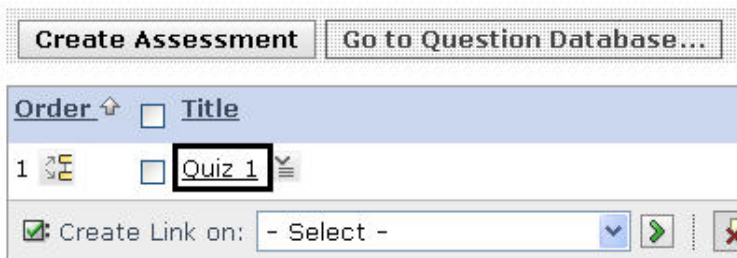 Create Assessment Go to Question Database...
Order Title
1 Quiz 1
Create Link on: - Select -